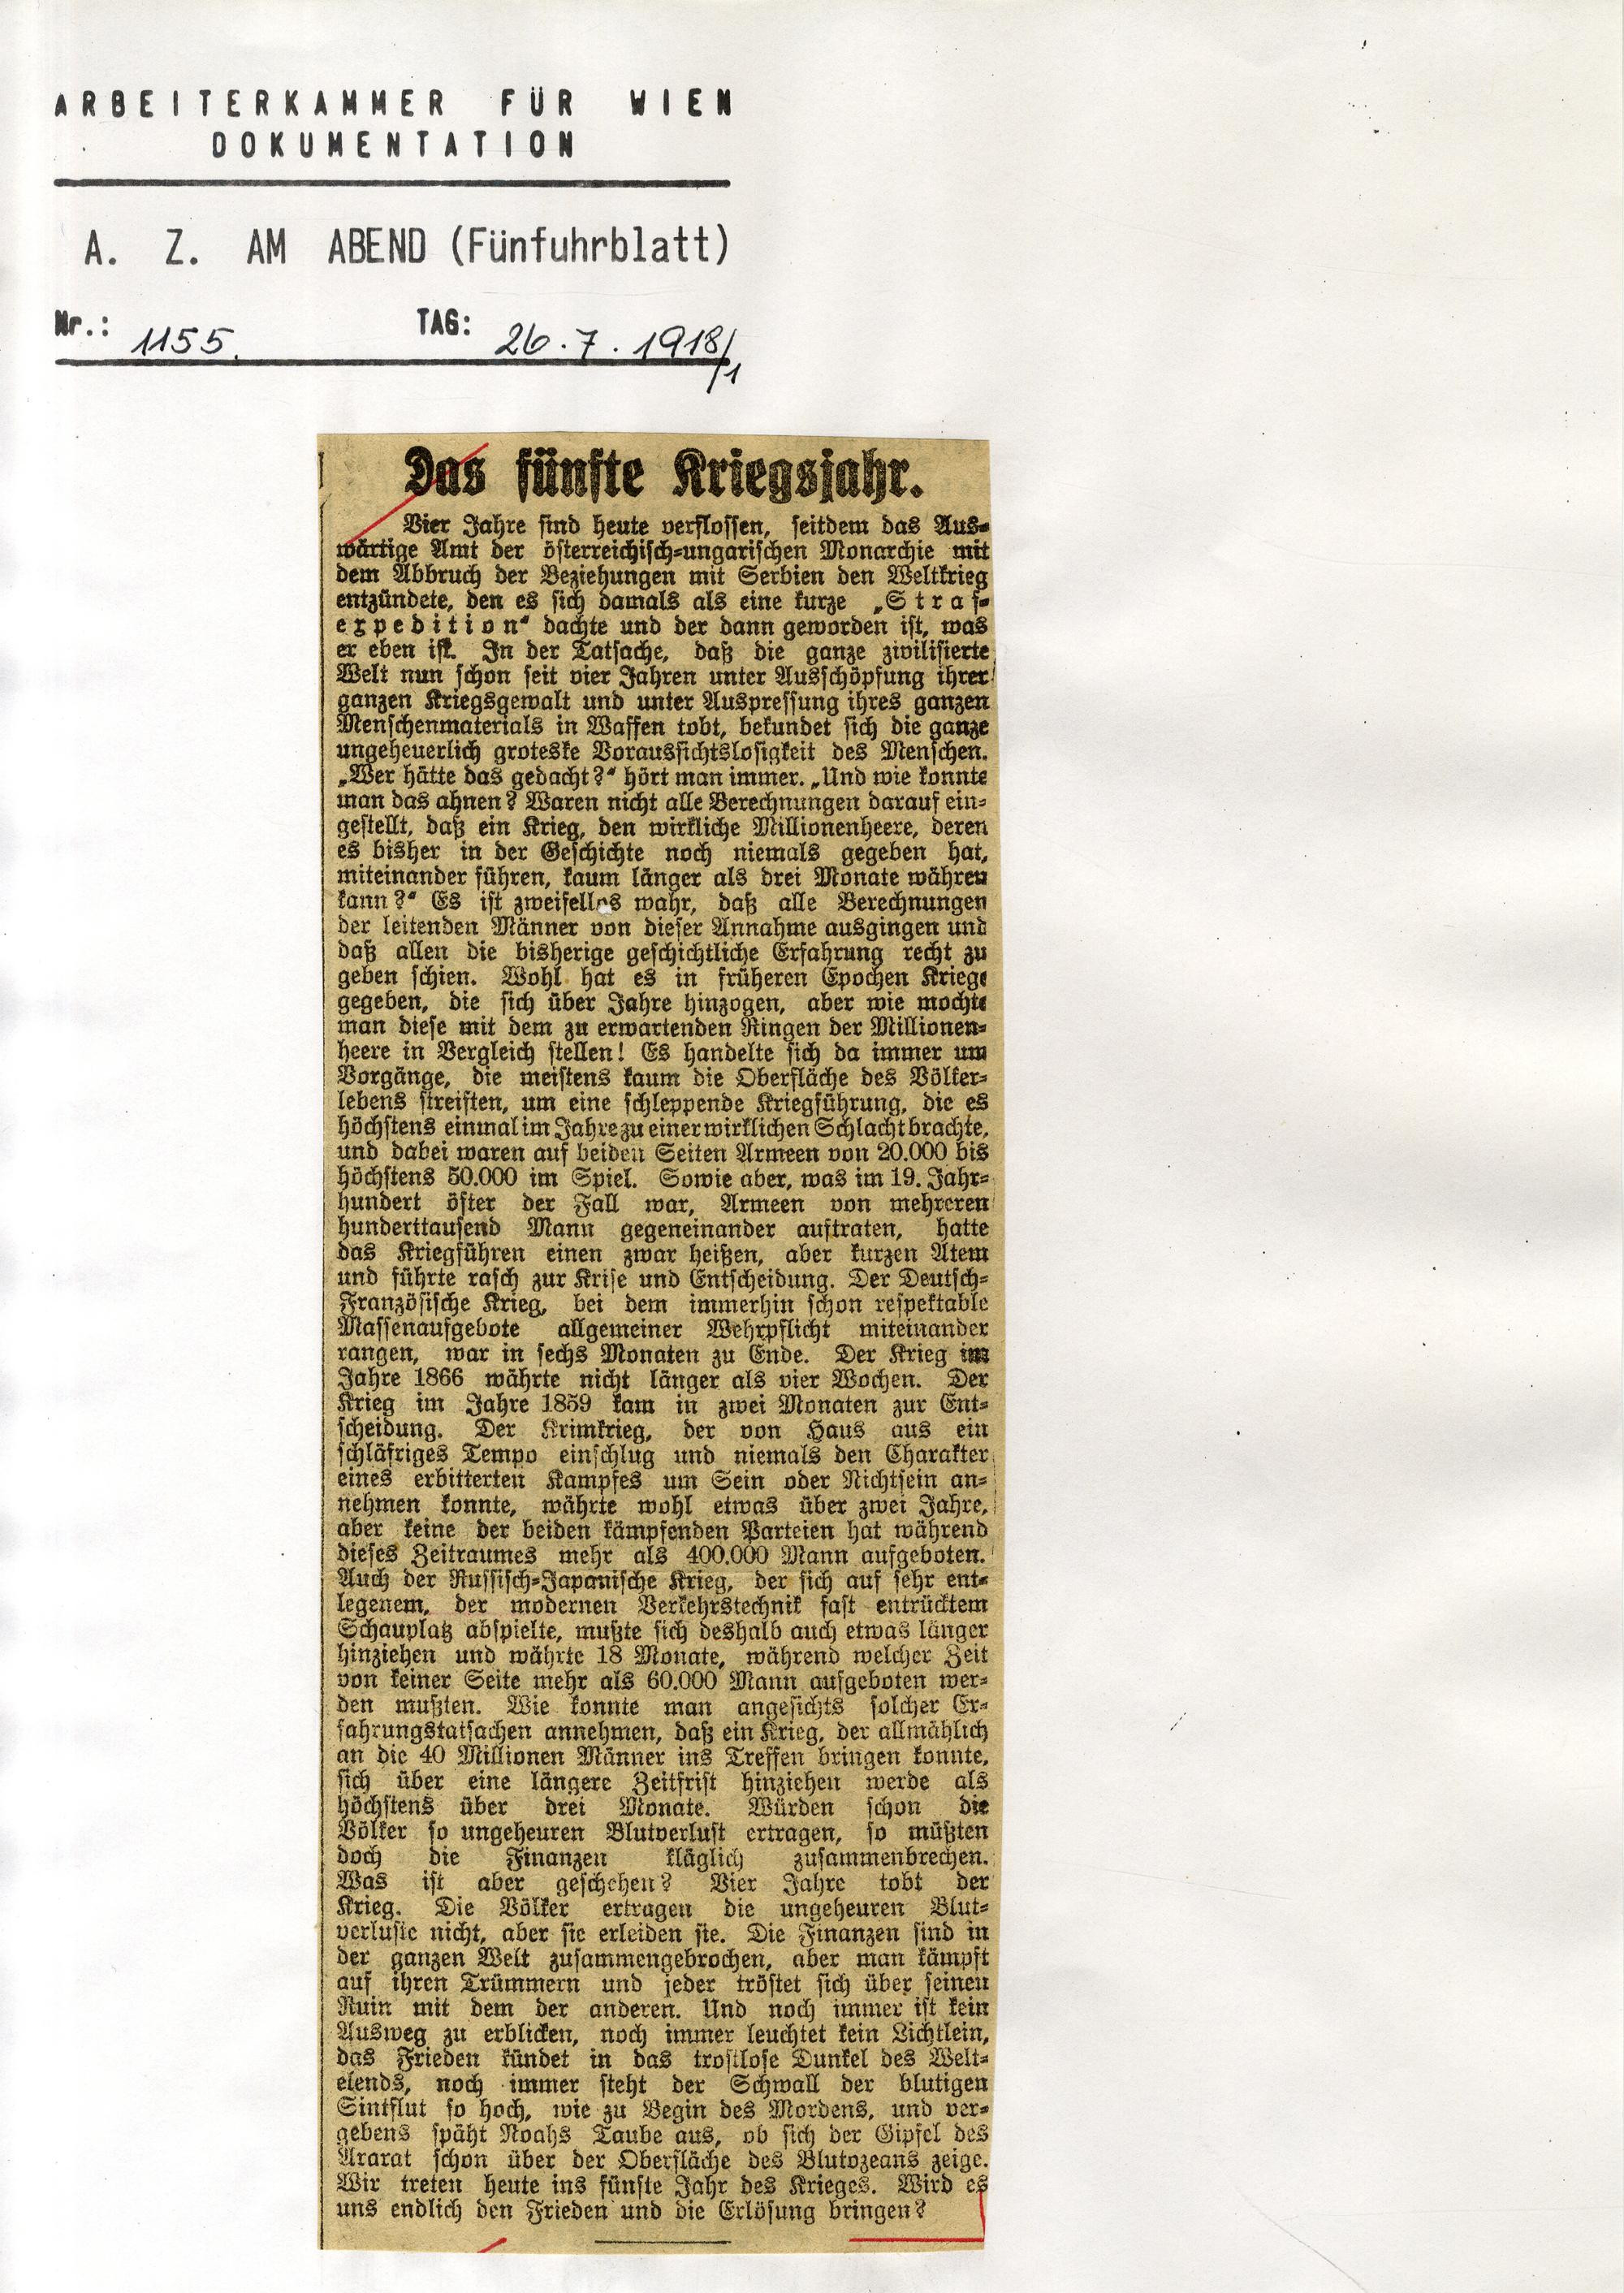 ARBEITERKAMMER FÜR WIEN
DOKUMENTATION
A. Z. AM ABEND (Fünfuhrblatt)
Nr.: 1155. TAG: 26.7.1918/1
Das fünfte Kriegsjahr.
Vier Jahre sind heute verflossen, seitdem das Aus-
wärtige Amt der österreichisch-ungarischen Monarchie mit
dem Abbruch der Beziehungen mit Serbien den Weltkrieg
entzündete, den es sich damals als eine kurze „Straf-
expedition“ dachte und der dann geworden ist, was
er eben ist. In der Tatsache, daß die ganze zivilisierte
Welt nun schon seit vier Jahren unter Ausschöpfung ihrer
ganzen Kriegsgewalt und unter Auspressung ihres ganzen
Menschenmaterials in Waffen tobt, bekundet sich die ganze
ungeheuerlich groteske Voraussichtslosigkeit des Menschen.
„Wer hätte das gedacht?“ hört man immer. „Und wie konnte
man das ahnen? Waren nicht alle Berechnungen darauf ein-
gestellt, daß ein Krieg, den wirkliche Millionenheere, deren
es bisher in der Geschichte noch niemals gegeben hat,
miteinander führen, kaum länger als drei Monate währen
kann?“ Es ist zweifellos wahr, daß alle Berechnungen
der leitenden Männer von dieser Annahme ausgingen und
daß allen die bisherige geschichtliche Erfahrung recht zu
geben schien. Wohl hat es in früheren Epochen Kriege
gegeben, die sich über Jahre hinzogen, aber wie mochte
man diese mit dem zu erwartenden Ringen der Millionen-
heere in Vergleich stellen! Es handelte sich da immer um
Vorgänge, die meistens kaum die Oberfläche des Völker-
lebens streiften, um eine schleppende Kriegführung, die es
höchstens einmal im Jahre zu einer wirklichen Schlacht brachte,
und dabei waren auf beiden Seiten Armeen von 20.000 bis
höchstens 50.000 im Spiel. Sowie aber, was im 19. Jahr-
hundert öfter der Fall war, Armeen von mehreren
hunderttausend Mann gegeneinander auftraten, hatte
das Kriegführen einen zwar heißen, aber kurzen Atem
und führte rasch zur Krise und Entscheidung. Der Deutsch-
Französische Krieg, bei dem immerhin schon respektable
Massenaufgebote allgemeiner Wehrpflicht miteinander
rangen, war in sechs Monaten zu Ende. Der Krieg im
Jahre 1866 währte nicht länger als vier Wochen. Der
Krieg im Jahre 1859 kam in zwei Monaten zur Ent-
scheidung. Der Krimkrieg, der von Haus aus ein
schläfriges Tempo einschlug und niemals den Charakter
eines erbitterten Kampfes um Sein oder Nichtsein an-
nehmen konnte, währte wohl etwas über zwei Jahre,
aber keine der beiden kämpfenden Parteien hat während
dieses Zeitraumes mehr als 400.000 Mann aufgeboten.
Auch der Russisch-Japanische Krieg, der sich auf sehr ent-
legenem, der modernen Verkehrstechnik fast entrücktem
Schauplatz abspielte, mußte sich deshalb auch etwas länger
hinziehen und währte 18 Monate, während welcher Zeit
von keiner Seite mehr als 60.000 Mann aufgeboten wer-
den mußten. Wie konnte man angesichts solcher Er-
fahrungstatsachen annehmen, daß ein Krieg, der allmählich
an die 40 Millionen Männer ins Treffen bringen konnte,
sich über eine längere Zeitfrist hinziehen werde als
höchstens über drei Monate. Würden schon die
Völker so ungeheuren Blutverlust ertragen, so müßten
doch die Finanzen kläglich zusammenbrechen.
Was ist aber geschehen? Vier Jahre tobt der
Krieg. Die Völker ertragen die ungeheuren Blut-
verluste nicht, aber sie erleiden sie. Die Finanzen sind in
der ganzen Welt zusammengebrochen, aber man kämpft
auf ihren Trümmern und jeder tröstet sich über seinen
Ruin mit dem der anderen. Und noch immer ist kein
Ausweg zu erblicken, noch immer leuchtet kein Lichtlein,
das Frieden kündet in das trostlose Dunkel des Welt-
elends, noch immer steht der Schwall der blutigen
Sintflut so hoch, wie zu Begin des Mordens, und ver-
gebens späht Noahs Taube aus, ob sich der Gipfel des
Ararat schon über der Oberfläche des Blutozeans zeige.
Wir treten heute ins fünfte Jahr des Krieges. Wird es
uns endlich den Frieden und die Erlösung bringen?